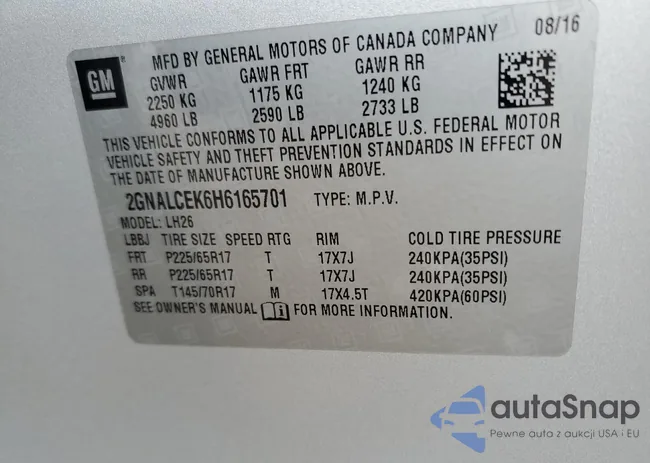 GM
MFD BY GENERAL MOTORS OF CANADA COMPANY 08/16
GVWR GAWR FRT GAWR RR
2250 KG 1175 KG 1240 KG
4960 LB 2590 LB 2733 LB
THIS VEHICLE CONFORMS TO ALL APPLICABLE U.S. FEDERAL MOTOR
VEHICLE SAFETY AND THEFT PREVENTION STANDARDS IN EFFECT ON
THE DATE OF MANUFACTURE SHOWN ABOVE.
2GNALCEK6H6165701 TYPE: M.P.V.
MODEL: LH26
LBBJ TIRE SIZE SPEED RTG RIM COLD TIRE PRESSURE
FRT P225/65R17 T 17X7J 240KPA(35PSI)
RR P225/65R17 T 17X7J 240KPA(35PSI)
SPA T145/70R17 M 17X4.5T 420KPA(60PSI)
SEE OWNER'S MANUAL FOR MORE INFORMATION.
autoSnap
Pewne auta z aukcji USA i EU